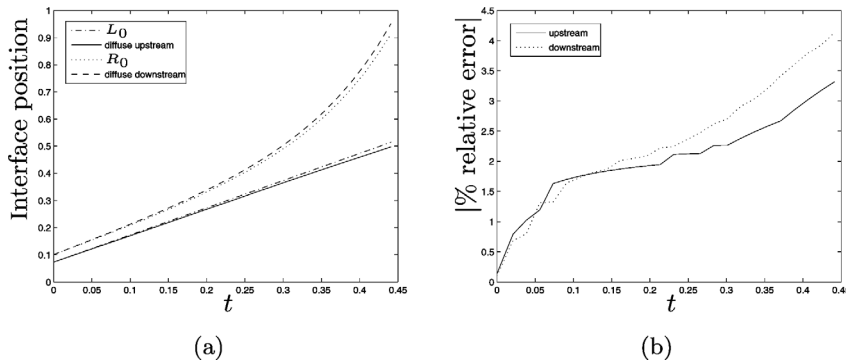 Interface position
1
0.9
0.8
0.7
0.6
0.5
0.4
0.3
0.2
0.1
0
L₀
diffuse upstream
R₀
diffuse downstream
0 0.05 0.1 0.15 0.2 0.25 0.3 0.35 0.4 0.45
t
(a)
|% relative error|
4.5
4
3.5
3
2.5
2
1.5
1
0.5
0
upstream
downstream
0 0.05 0.1 0.15 0.2 0.25 0.3 0.35 0.4 0.45
t
(b)